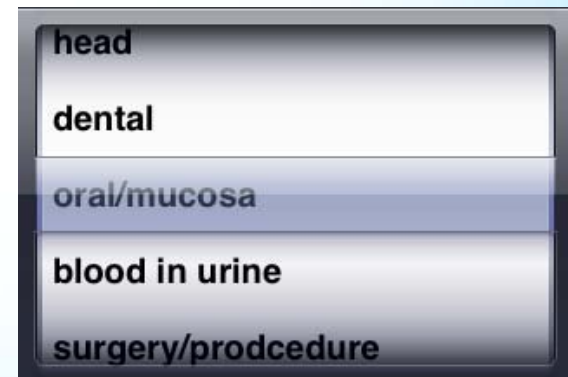 head
dental
oral/mucosa
blood in urine
surgery/prodcedure